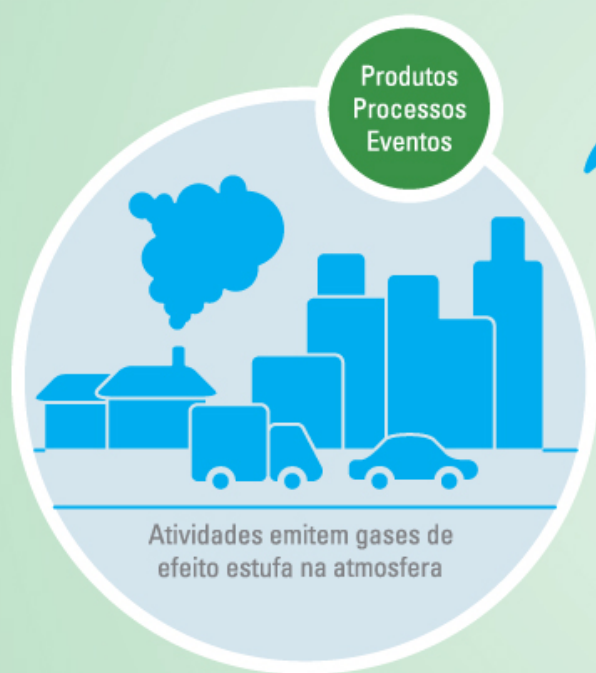 Produtos
Processos
Eventos
Atividades emitem gases de
efeito estufa na atmosfera